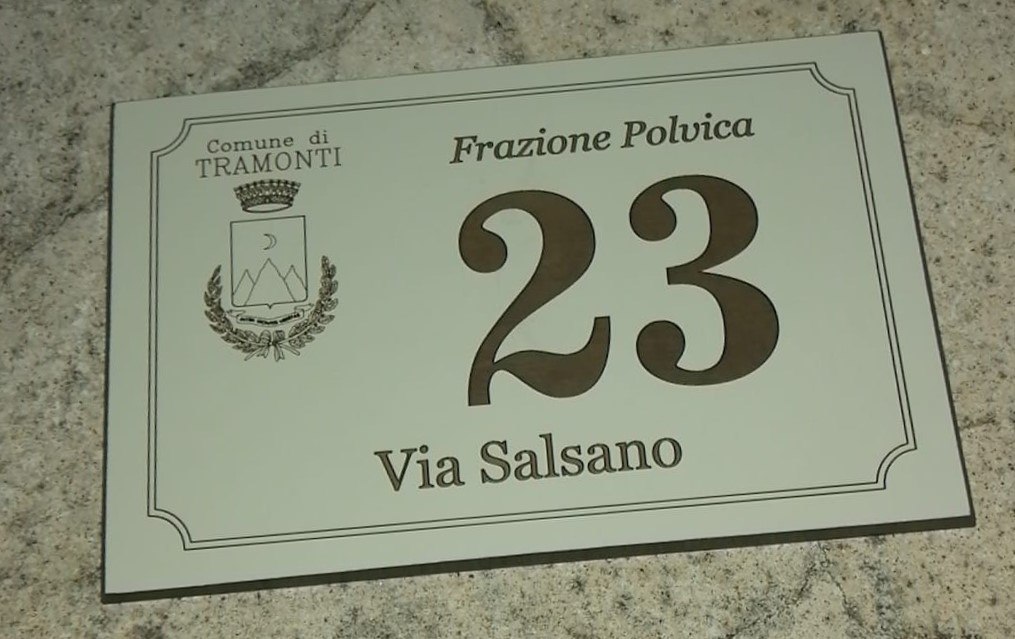 Comune di
TRAMONTI
Frazione Polvica
23
Via Salsano